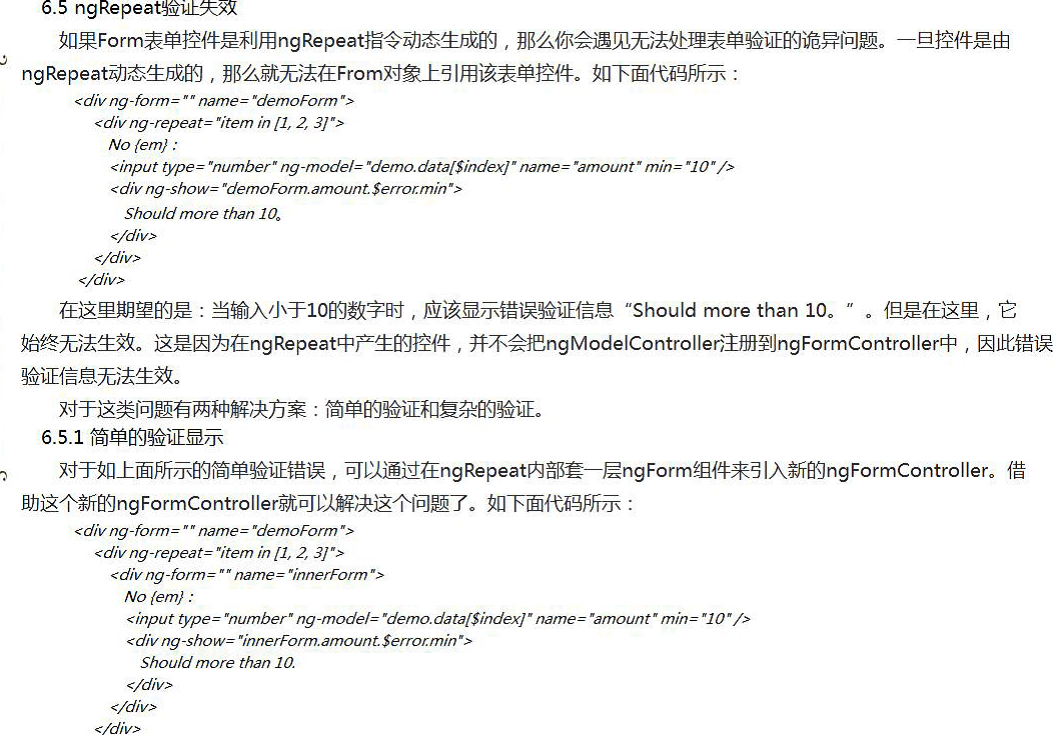 6.5 ngRepeat验证失效
如果Form表单控件是利用ngRepeat指令动态生成的，那么你会遇见无法处理表单验证的诡异问题。一旦控件是由
ngRepeat动态生成的，那么就无法在From对象上引用该表单控件。如下面代码所示：
<div ng-form="" name="demoForm">
<div ng-repeat="item in [1, 2, 3]">
No {em}：
<input type="number" ng-model="demo.data[$index]" name="amount" min="10" />
<div ng-show="demoForm.amount.$error.min">
Should more than 10。
</div>
</div>
</div>
在这里期望的是：当输入小于10的数字时，应该显示错误验证信息“Should more than 10。”。但是在这里，它
始终无法生效。这是因为在ngRepeat中产生的控件，并不会把ngModelController注册到ngFormController中，因此错误
验证信息无法生效。
对于这类问题有两种解决方案：简单的验证和复杂的验证。
6.5.1 简单的验证显示
对于如上面所示的简单验证错误，可以通过在ngRepeat内部套一层ngForm组件来引入新的ngFormController。借
助这个新的ngFormController就可以解决这个问题了。如下面代码所示：
<div ng-form="" name="demoForm">
<div ng-repeat="item in [1, 2, 3]">
<div ng-form="" name="innerForm">
No {em}：
<input type="number" ng-model="demo.data[$index]" name="amount" min="10" />
<div ng-show="innerForm.amount.$error.min">
Should more than 10.
</div>
</div>
</div>